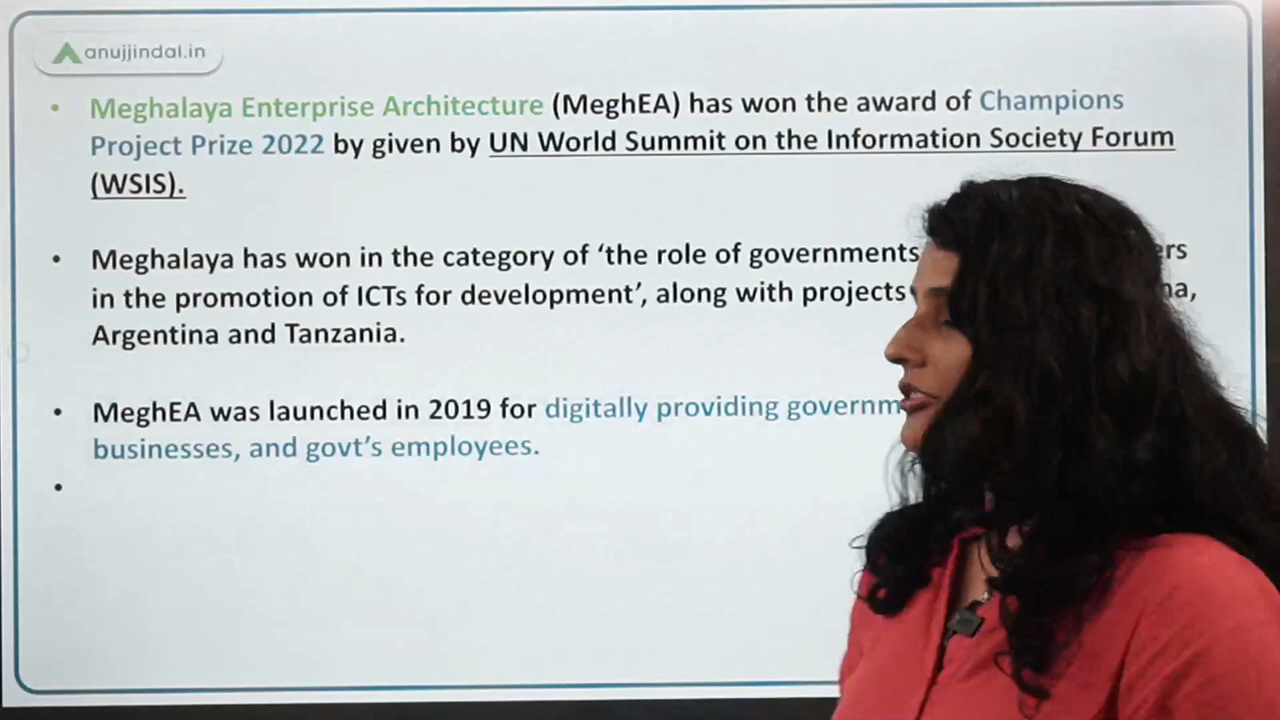 anujjindal.in
• Meghalaya Enterprise Architecture (MeghEA) has won the award of Champions
Project Prize 2022 by given by UN World Summit on the Information Society Forum
(WSIS).
• Meghalaya has won in the category of ‘the role of governments
in the promotion of ICTs for development’, along with projects
Argentina and Tanzania.
• MeghEA was launched in 2019 for digitally providing
businesses, and govt’s employees.
•